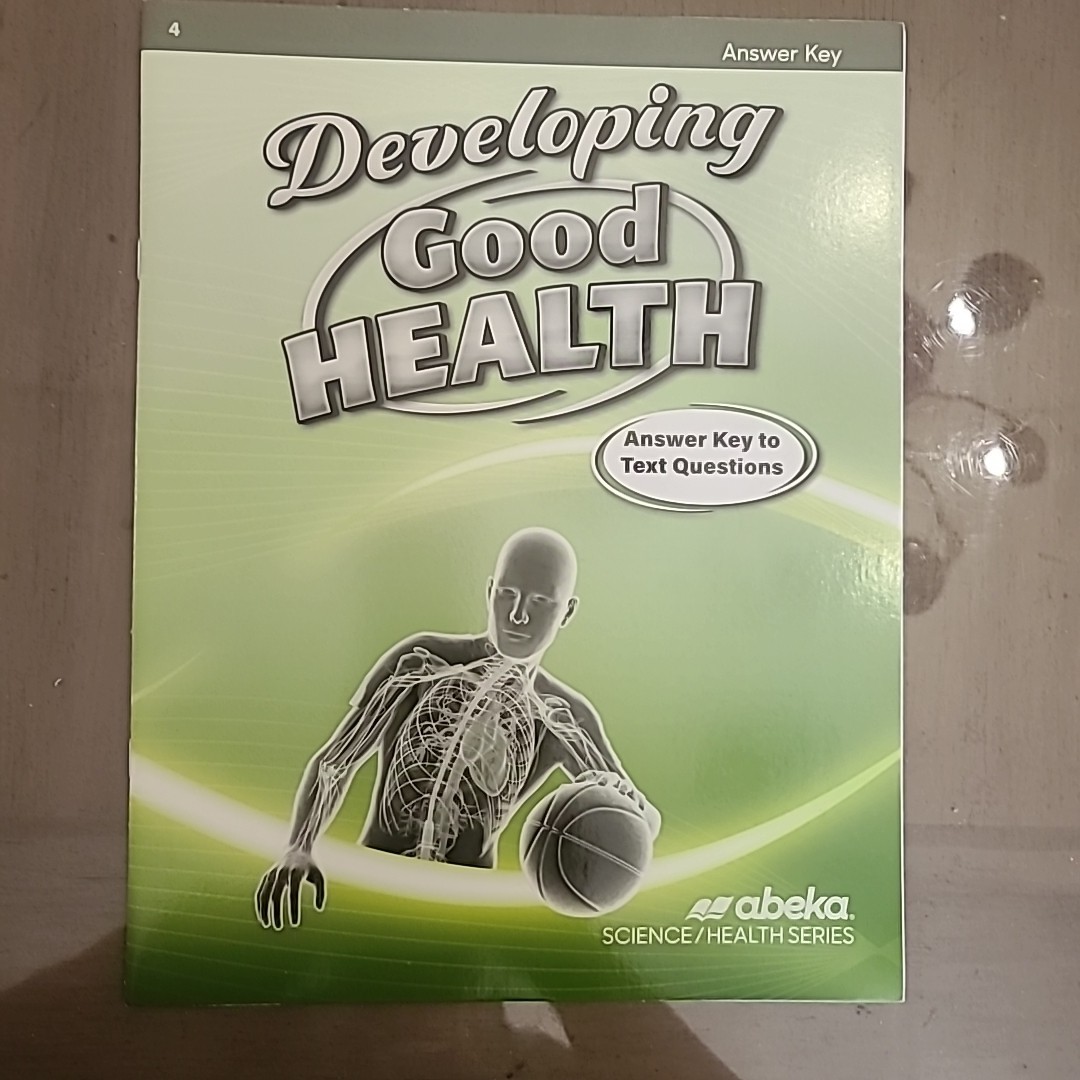 4
Answer Key
Developing
Good
HEALTH
Answer Key to
Text Questions
abeka.
SCIENCE/HEALTH SERIES